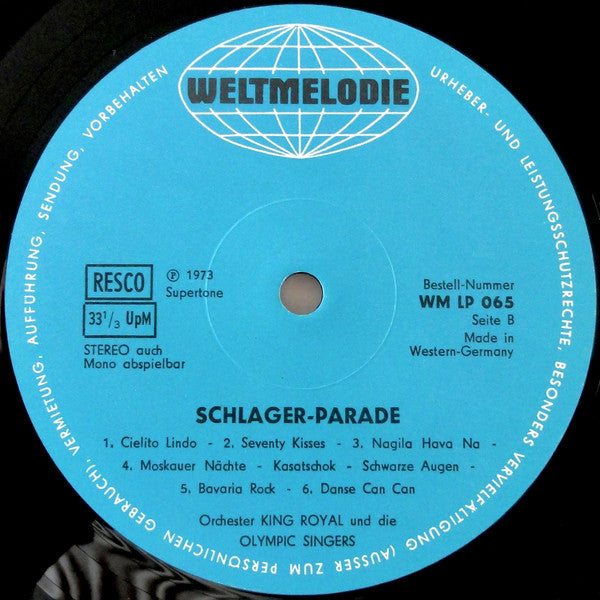 WELTMELODIE
URHEBER- UND LEISTUNGSSCHUTZRECHTE, BESONDERS VERVIELFÄLTIGUNG (AUSSER ZUM PERSÖNLICHEN GEBRAUCH), VERMIETUNG, AUFFÜHRUNG, SENDUNG, VORBEHALTEN
RESCO
33 1/3 UpM
STEREO auch
Mono abspielbar
℗ 1973
Supertone
Bestell-Nummer
WM LP 065
Seite B
Made in
Western-Germany
SCHLAGER-PARADE
1. Cielito Lindo - 2. Seventy Kisses - 3. Nagila Hava Na -
4. Moskauer Nächte - Kasatschok - Schwarze Augen -
5. Bavaria Rock - 6. Danse Can Can
Orchester KING ROYAL und die
OLYMPIC SINGERS